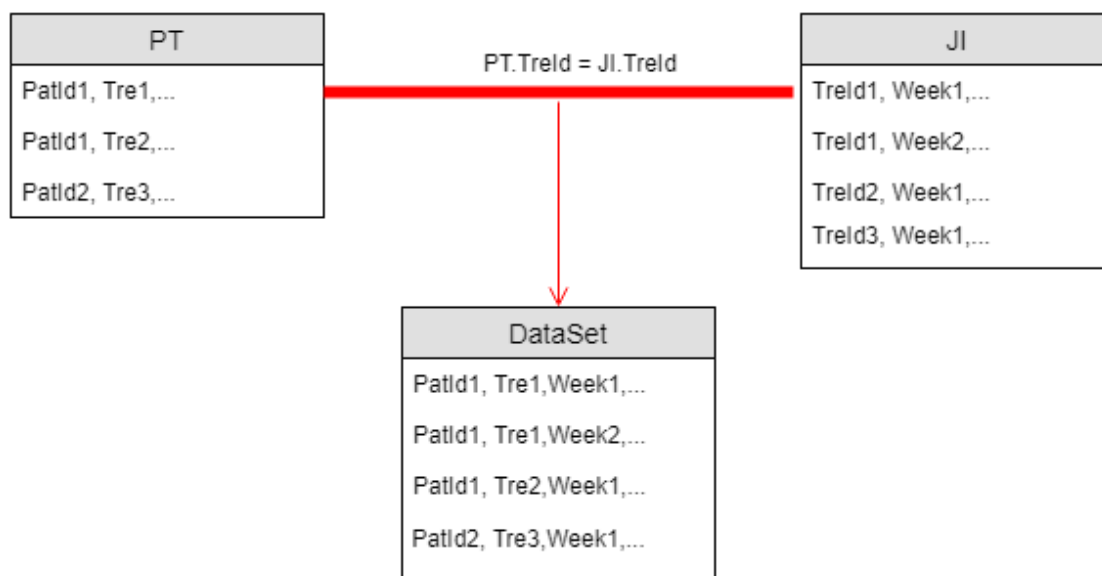 PT
PatId1, Tre1,...
PatId1, Tre2,...
PatId2, Tre3,...
PT.TreId = JI.TreId
JI
TreId1, Week1,...
TreId1, Week2,...
TreId2, Week1,...
TreId3, Week1,...
DataSet
PatId1, Tre1,Week1,...
PatId1, Tre1,Week2,...
PatId1, Tre2,Week1,...
PatId2, Tre3,Week1,...